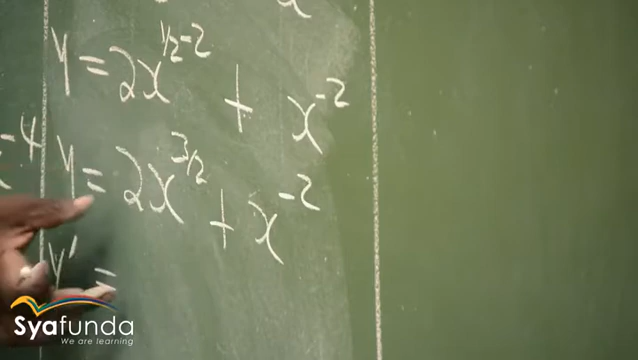 y = 2x^{1/2-2} + x^{-2}
-4
y = 2x^{3/2} + x^{-2}
y' =
Syafunda
We are learning